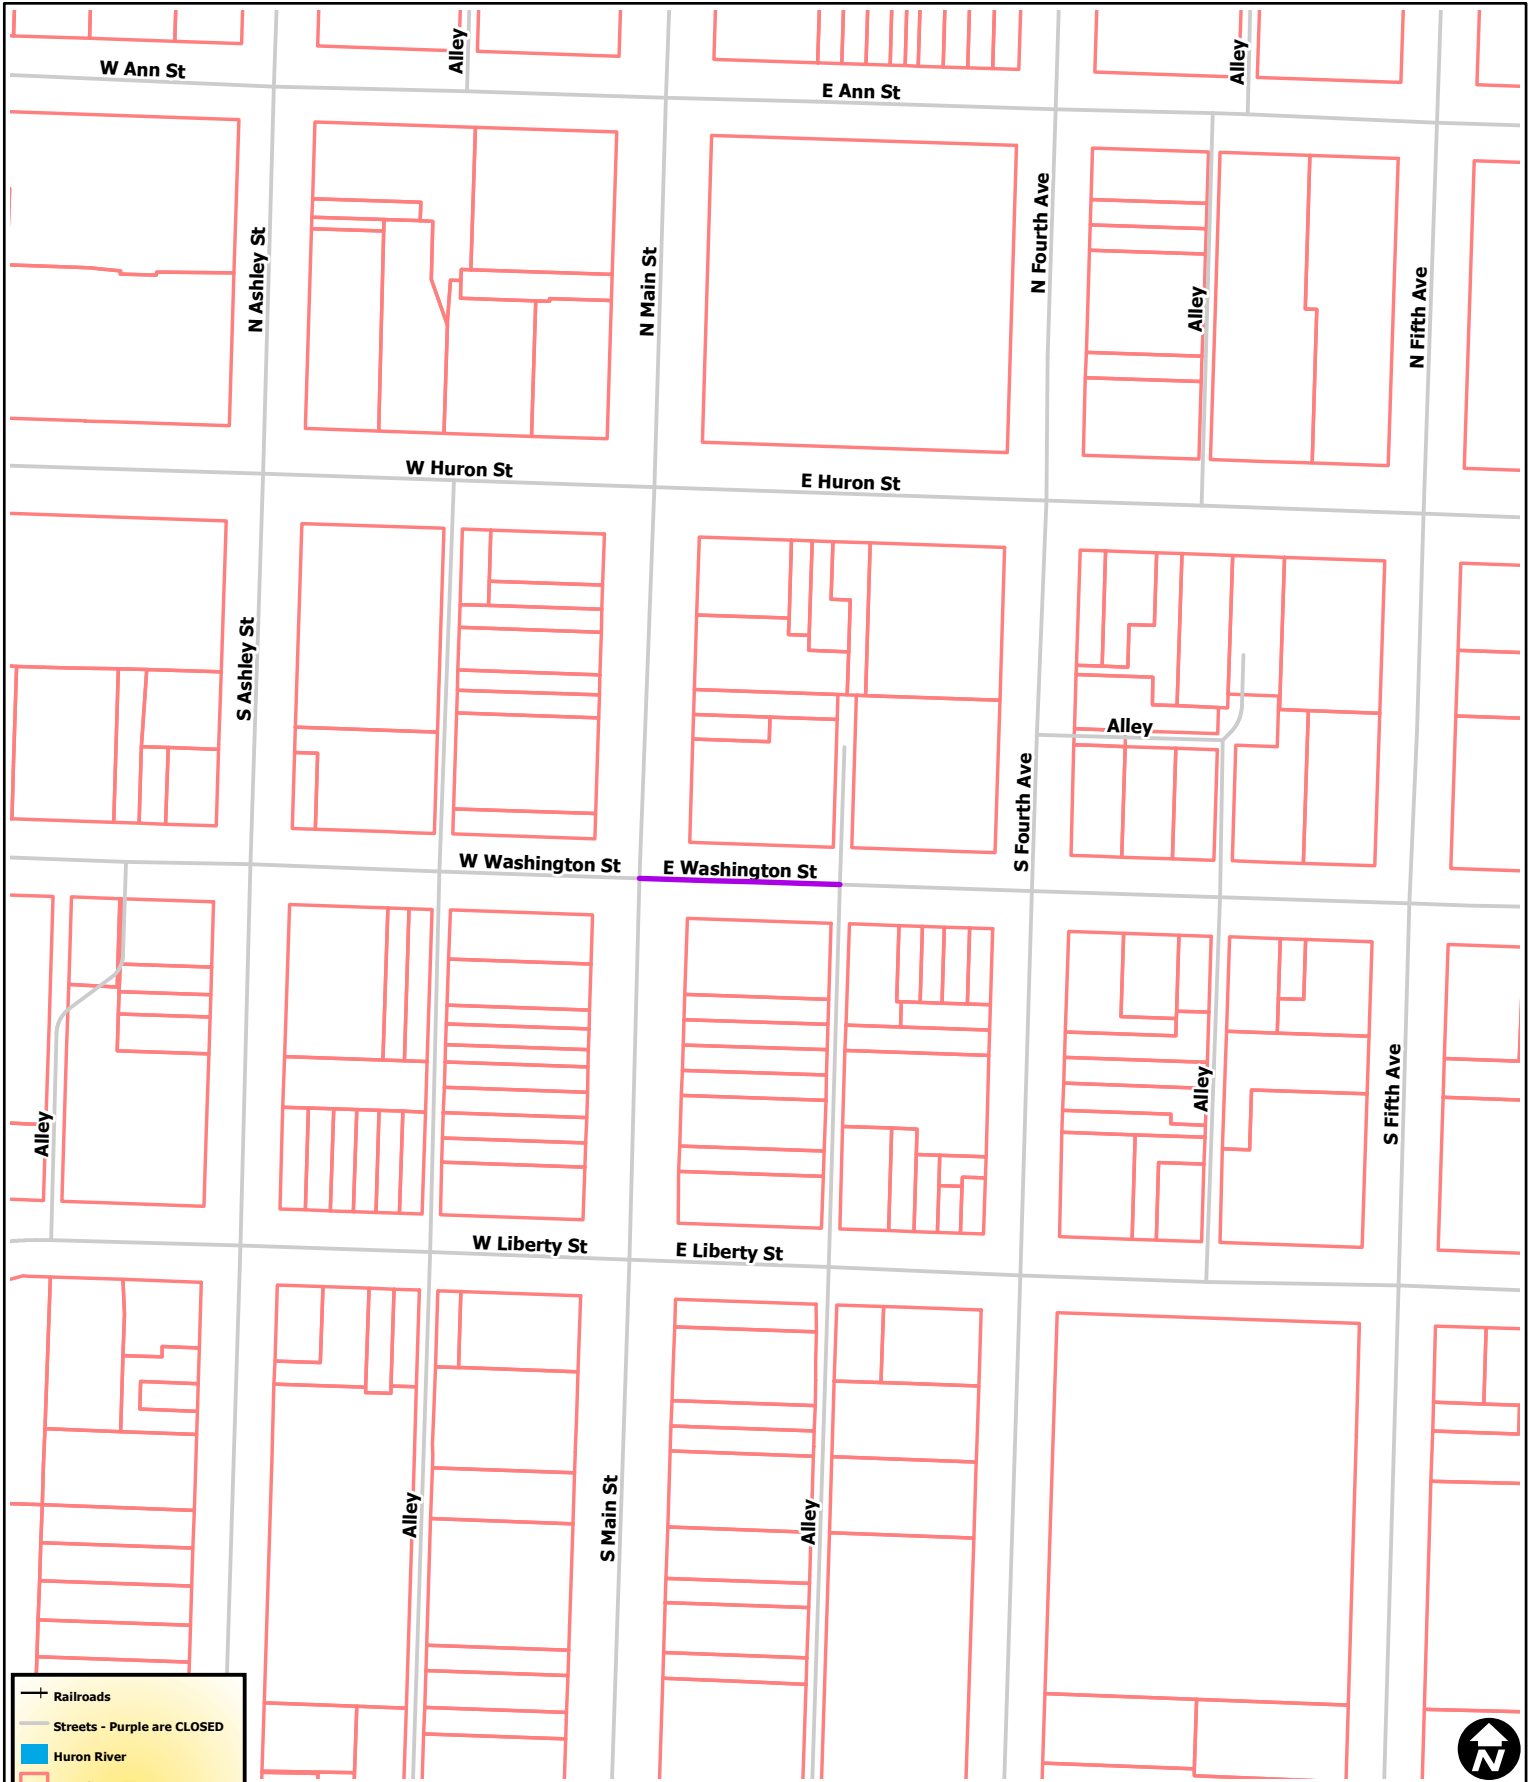 Alley
Alley
W Ann St
E Ann St
N Ashley St
N Main St
N Fourth Ave
Alley
N Fifth Ave
W Huron St
E Huron St
S Ashley St
Alley
S Fourth Ave
W Washington St
E Washington St
Alley
Alley
S Fifth Ave
W Liberty St
E Liberty St
Alley
S Main St
Alley
Railroads
Streets - Purple are CLOSED
Huron River
N